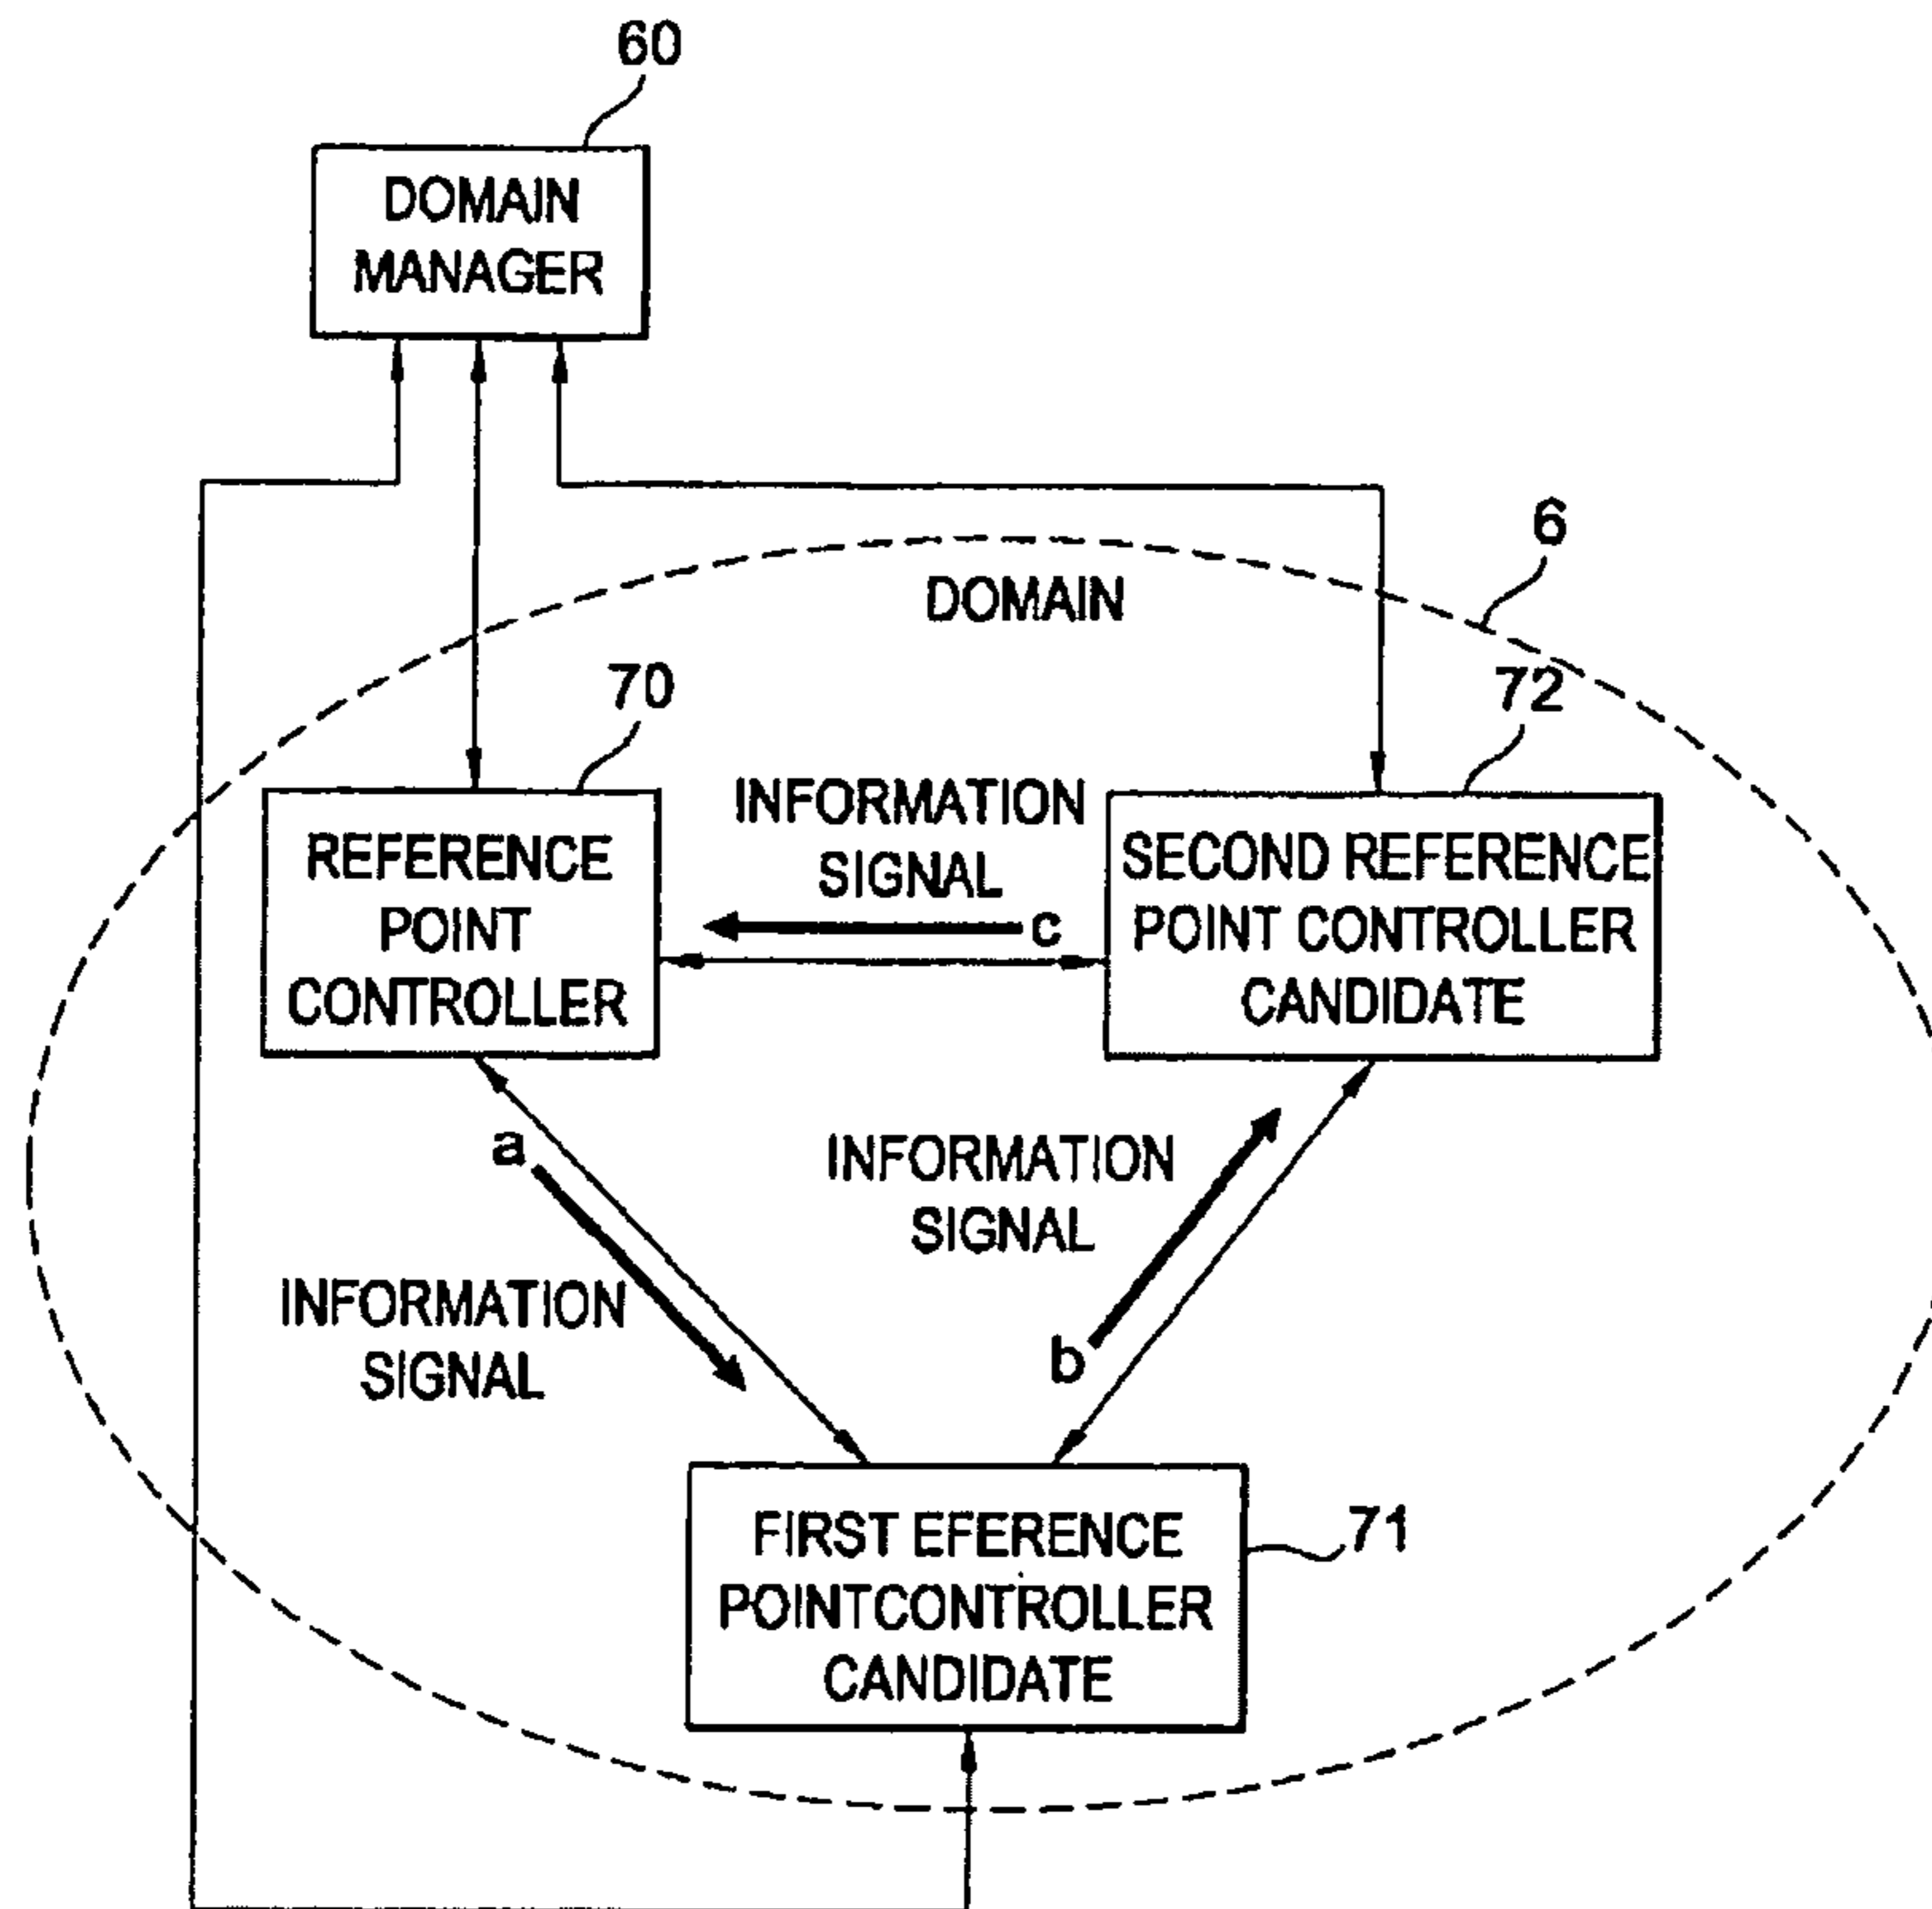 60
DOMAIN
MANAGER
6
DOMAIN
70
72
REFERENCE
POINT
CONTROLLER
INFORMATION
SIGNAL
c
SECOND REFERENCE
POINT CONTROLLER
CANDIDATE
a
INFORMATION
SIGNAL
INFORMATION
SIGNAL
b
FIRST EFERENCE
POINTCONTROLLER
CANDIDATE
71